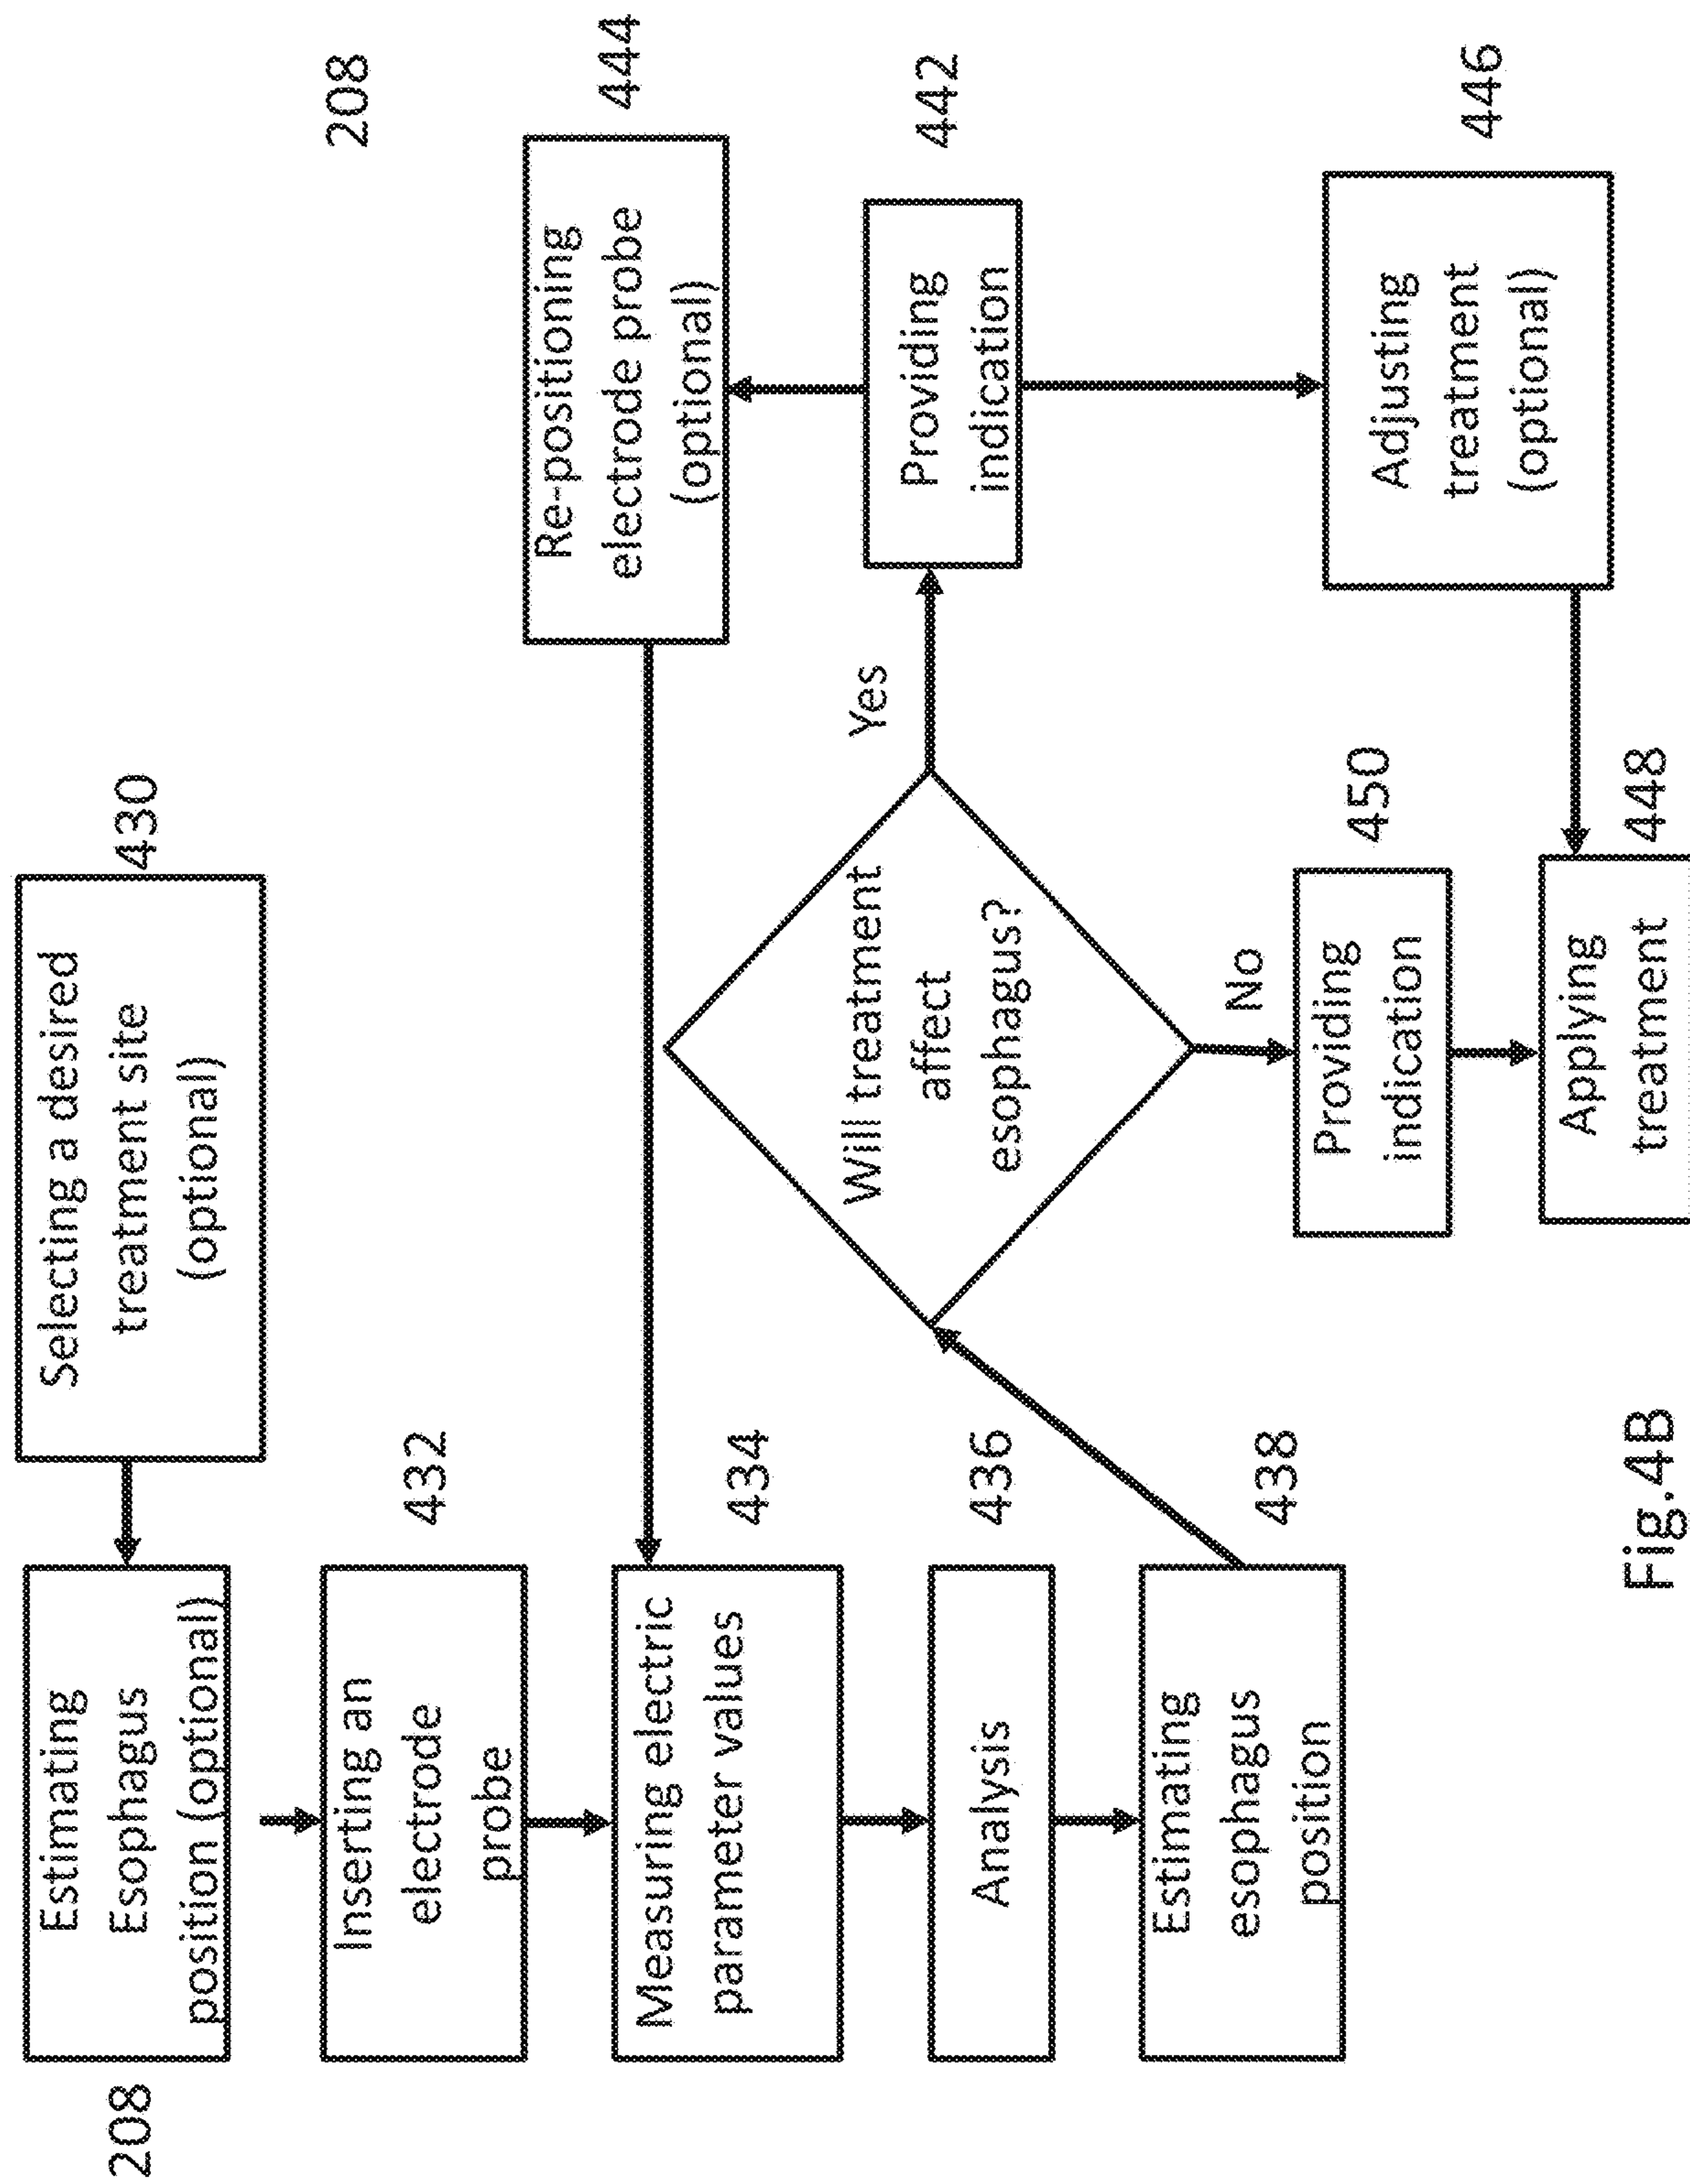 Selecting a desired
treatment site
(optional)
430
208
Estimating
Esophagus
position (optional)
208
Inserting an
electrode
probe
432
Measuring electric
parameter values
434
Analysis
436
Estimating
esophagus
position
438
Will treatment
affect
esophagus?
Yes
No
Re-positioning
electrode probe
(optional)
444
Providing
indication
442
Adjusting
treatment
(optional)
446
Providing
indication
450
Applying
treatment
448
Fig.4B